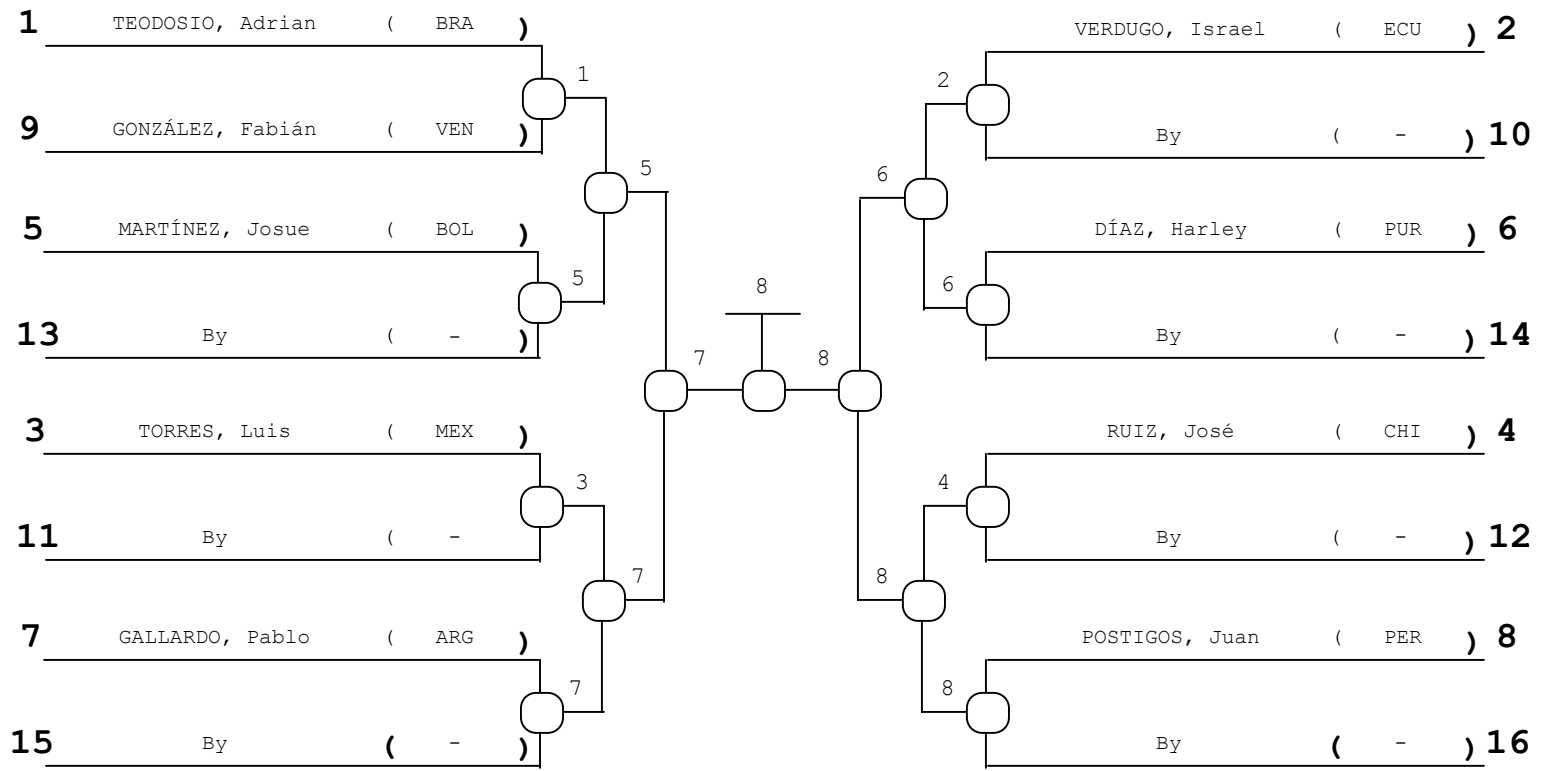 1 TEODOSIO, Adrian ( BRA )
1
9 GONZÁLEZ, Fabián ( VEN )
5
5 MARTÍNEZ, Josue ( BOL )
5
13 By ( - )
7
3 TORRES, Luis ( MEX )
3
11 By ( - )
7
7 GALLARDO, Pablo ( ARG )
7
15 By ( - )
8
VERDUGO, Israel ( ECU ) 2
2
By ( - ) 10
6
DÍAZ, Harley ( PUR ) 6
6
By ( - ) 14
8
RUIZ, José ( CHI ) 4
4
By ( - ) 12
8
POSTIGOS, Juan ( PER ) 8
8
By ( - ) 16